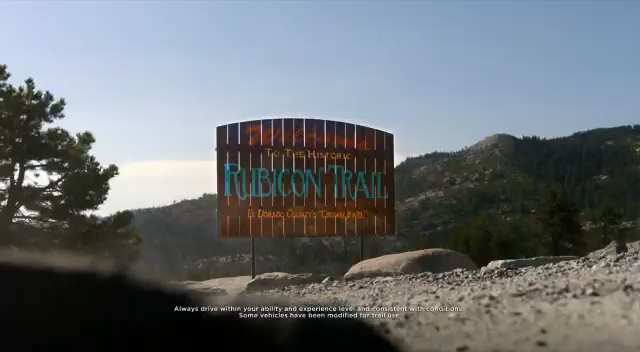 Welcome
To The Historic
RUBICON TRAIL
El Dorado County's "Crown Jewel"
Always drive within your ability and experience level and consistent with conditions.
Some vehicles have been modified for trail use.